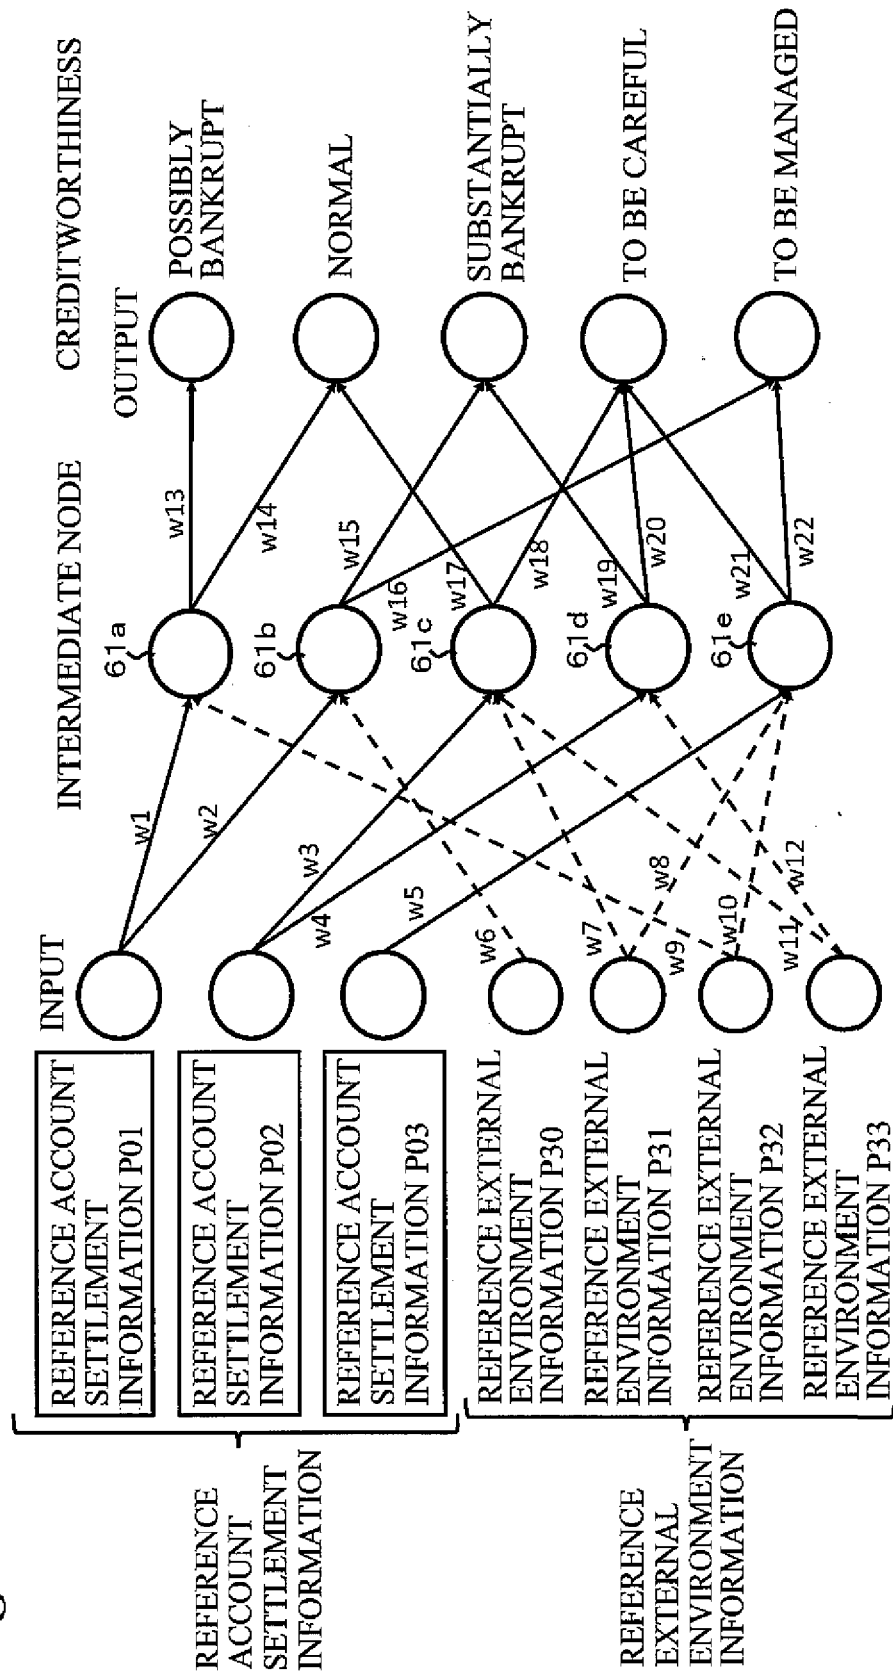 INPUT
INTERMEDIATE NODE
OUTPUT
CREDITWORTHINESS
REFERENCE
ACCOUNT
SETTLEMENT
INFORMATION
REFERENCE ACCOUNT
SETTLEMENT
INFORMATION P01
REFERENCE ACCOUNT
SETTLEMENT
INFORMATION P02
REFERENCE ACCOUNT
SETTLEMENT
INFORMATION P03
REFERENCE
EXTERNAL
ENVIRONMENT
INFORMATION
REFERENCE EXTERNAL
ENVIRONMENT
INFORMATION P30
REFERENCE EXTERNAL
ENVIRONMENT
INFORMATION P31
REFERENCE EXTERNAL
ENVIRONMENT
INFORMATION P32
REFERENCE EXTERNAL
ENVIRONMENT
INFORMATION P33
w1
w2
w3
w4
w5
w6
w7
w8
w9
w10
w11
w12
61a
61b
61c
61d
61e
w13
w14
w15
w16
w17
w18
w19
w20
w21
w22
POSSIBLY
BANKRUPT
NORMAL
SUBSTANTIALLY
BANKRUPT
TO BE CAREFUL
TO BE MANAGED